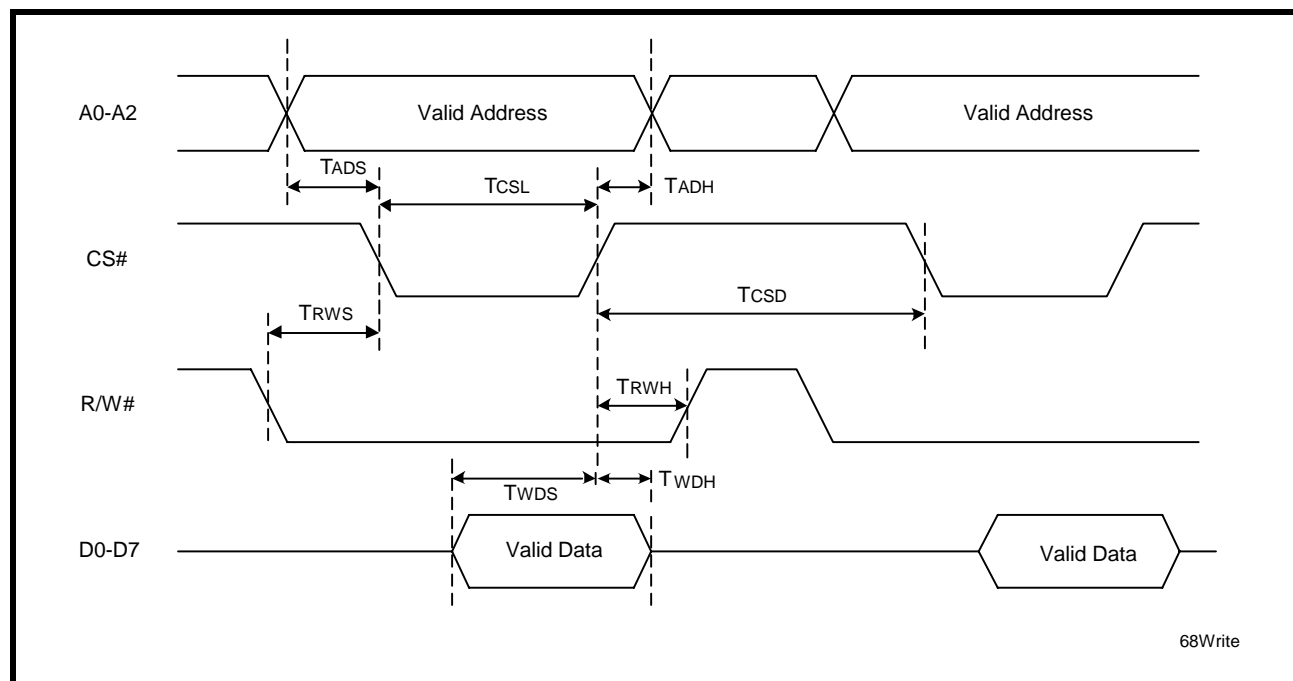 A0-A2
Valid Address
Valid Address
TADS
TCSL
TADH
CS#
TCSD
TRWS
R/W#
TRWH
TWDS
TWDH
D0-D7
Valid Data
Valid Data
68Write